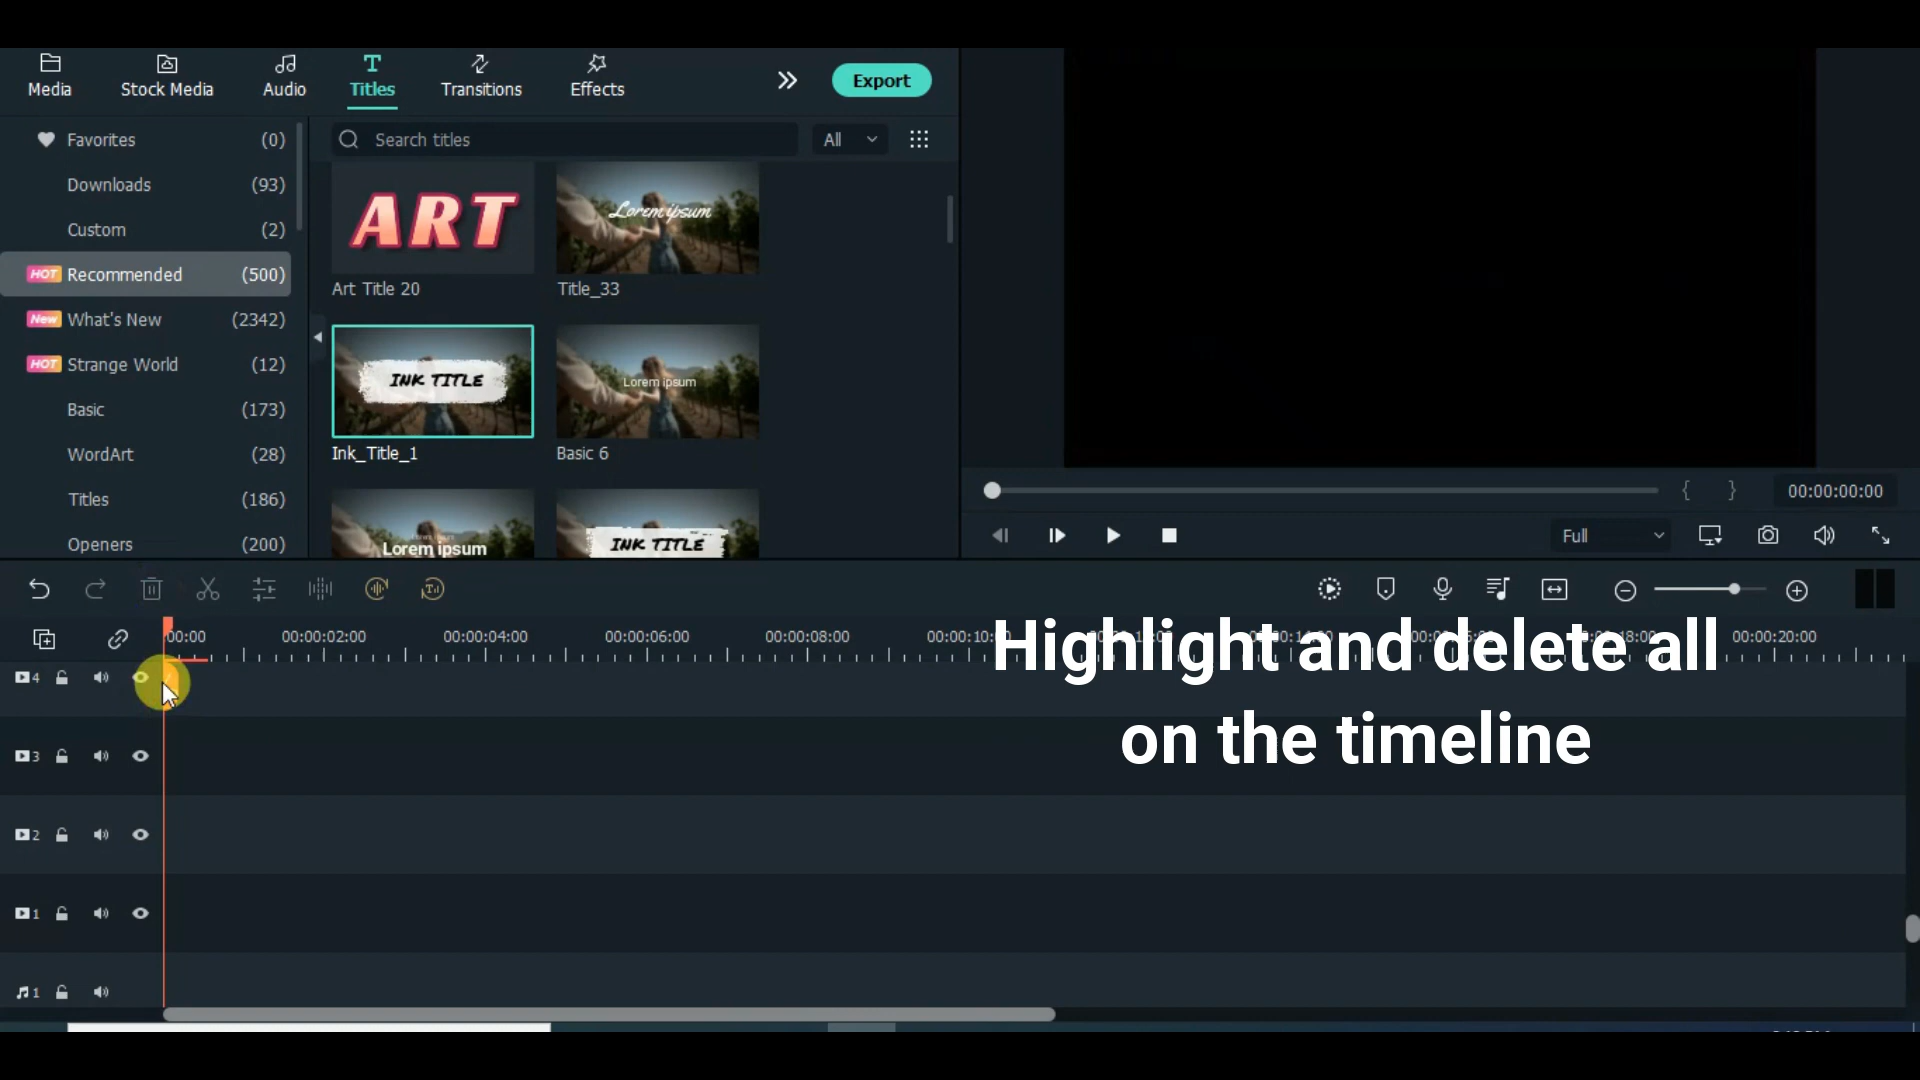 Media
Stock Media
Audio
Titles
Transitions
Effects
Export
Favorites (0)
Downloads (93)
Custom (2)
HOT Recommended (500)
New What's New (2342)
HOT Strange World (12)
Basic (173)
WordArt (28)
Titles (186)
Openers (200)
Search titles
All
ART
Lorem ipsum
Art Title 20
Title_33
INK TITLE
Lorem ipsum
Ink_Title_1
Basic 6
Lorem ipsum
INK TITLE
00:00:00:00
Full
00:00
00:00:02:00
00:00:04:00
00:00:06:00
00:00:08:00
00:00:10:00
00:00:20:00
Highlight and delete all
on the timeline
4
3
2
1
1